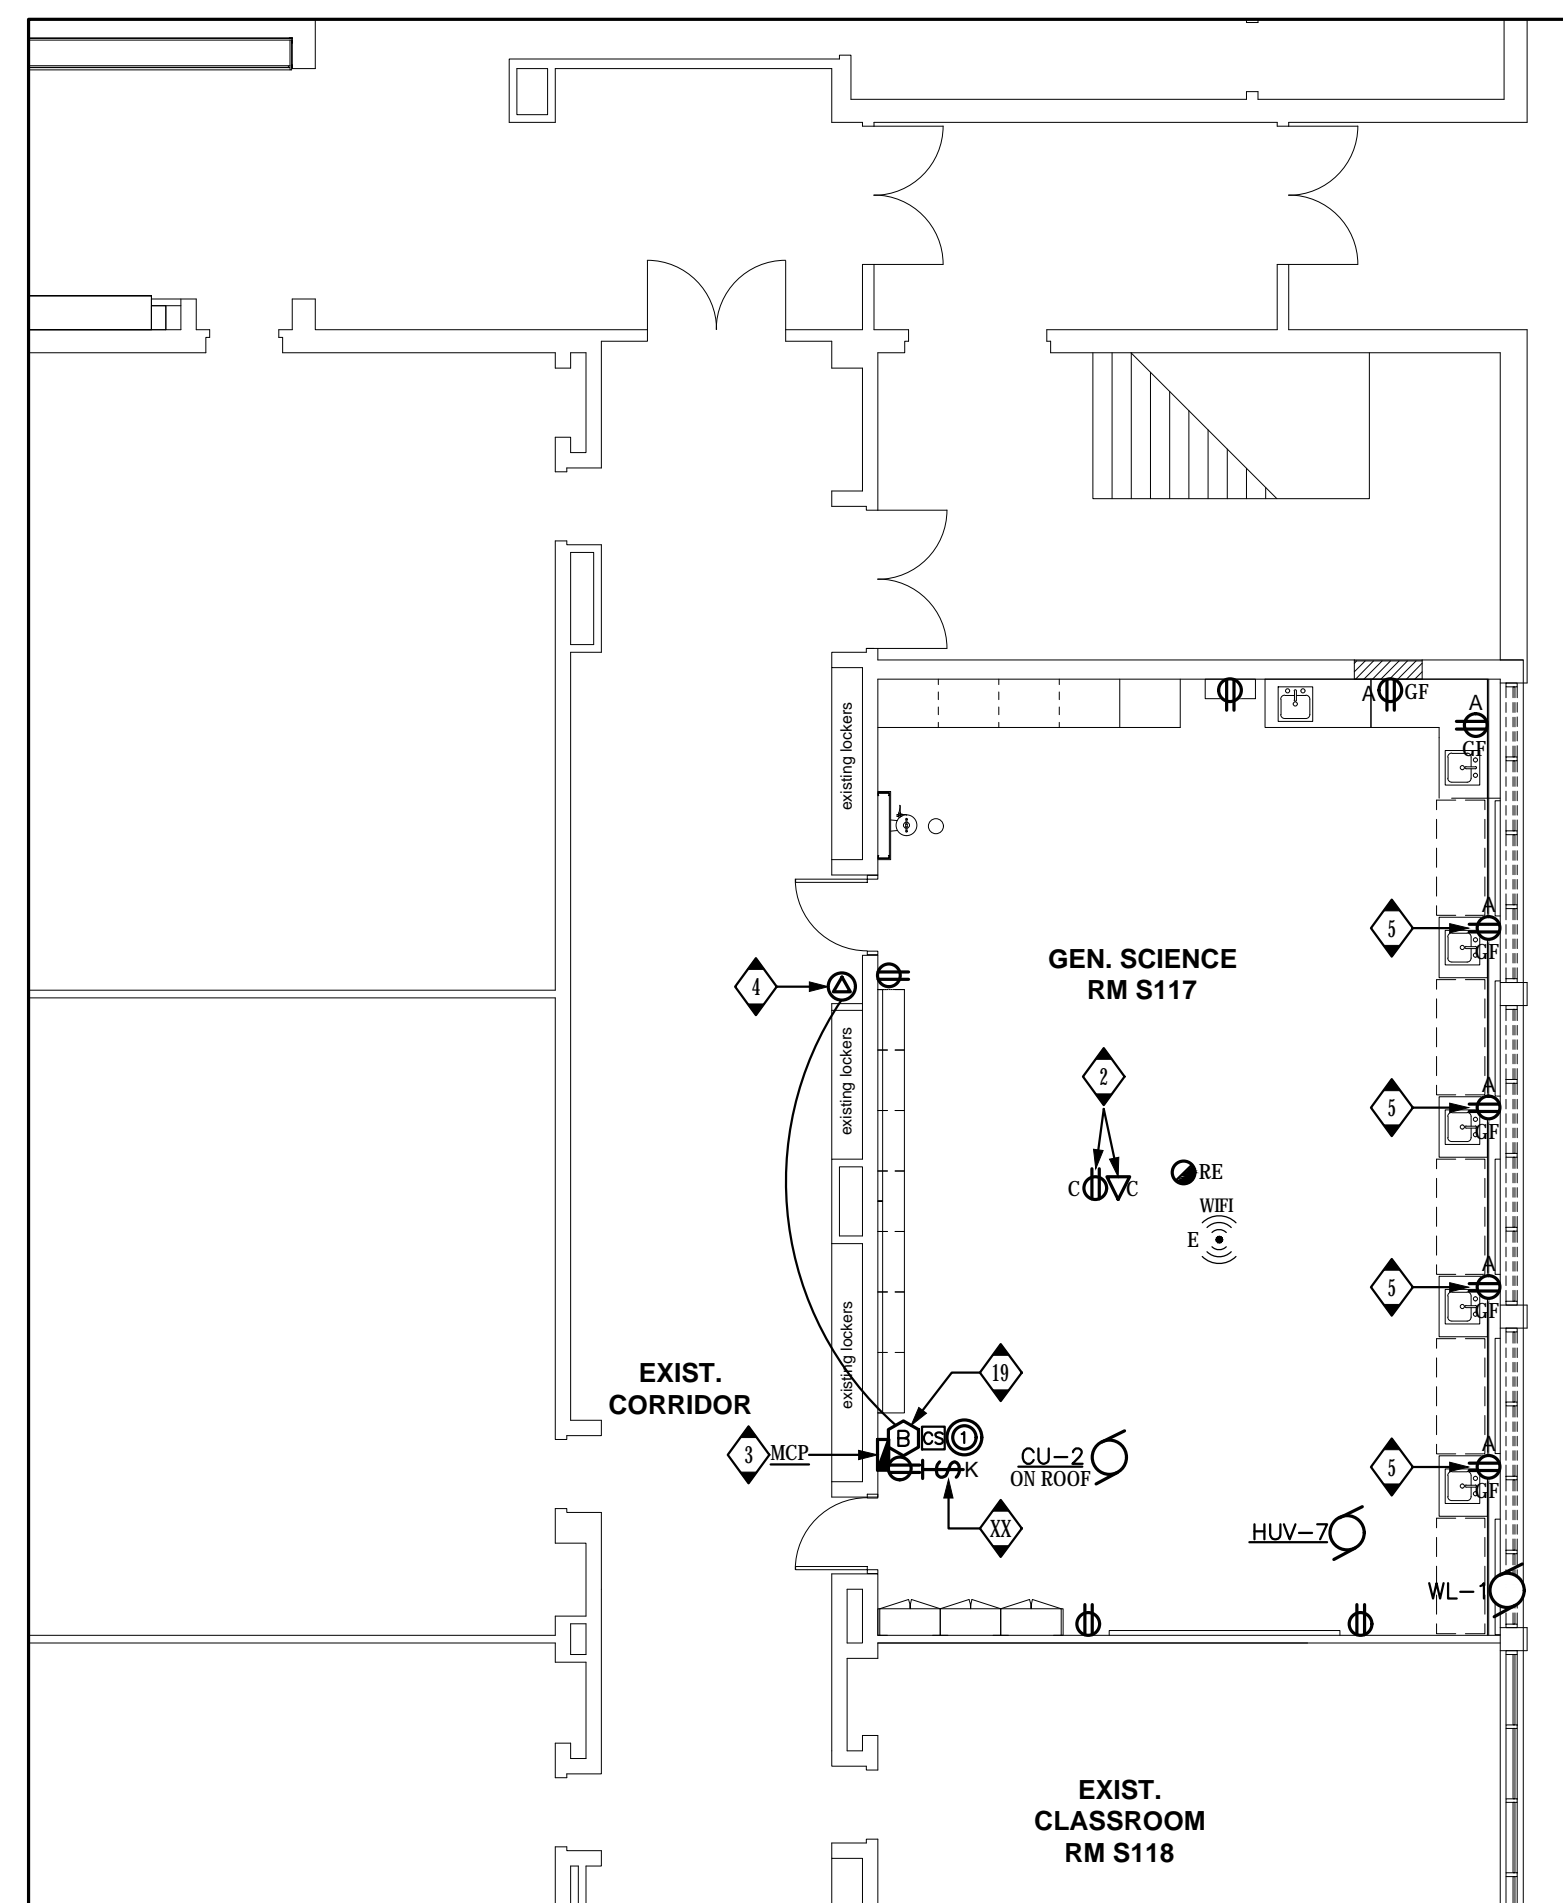 A
GF
A
GF
existing lockers
A
5
GF
GEN. SCIENCE
RM S117
4
existing lockers
2
A
5
GF
C
C
RE
WIFI
E
A
5
GF
existing lockers
EXIST.
CORRIDOR
19
B
CS
1
3
MCP
K
XX
CU-2
ON ROOF
A
5
GF
HUV-7
WL-1
EXIST.
CLASSROOM
RM S118